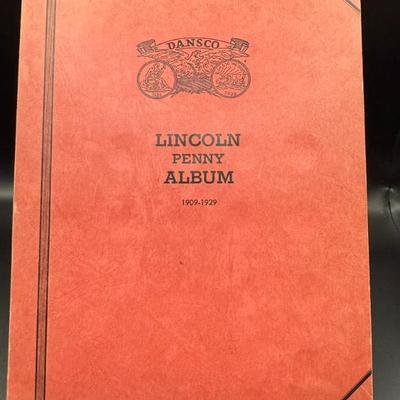 DANSCO
LINCOLN
PENNY
ALBUM
1909-1929